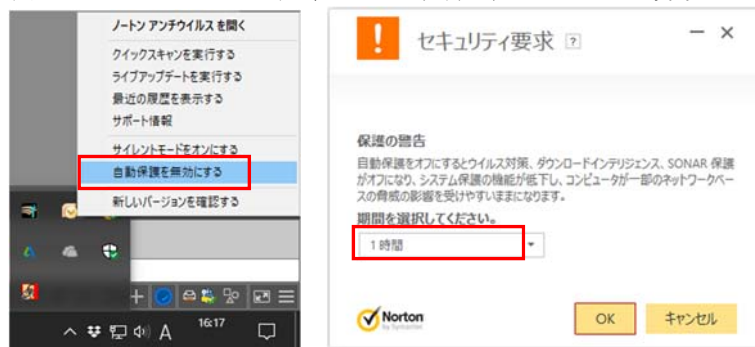 ノートン アンチウイルス を開く
クイックスキャンを実行する
ライブアップデートを実行する
最近の履歴を表示する
サポート情報
サイレントモードをオンにする
自動保護を無効にする
新しいバージョンを確認する
A 16:17
セキュリティ要求 ?
保護の警告
自動保護をオフにするとウイルス対策、ダウンロードインテリジェンス、SONAR 保護
がオフになり、システム保護の機能が低下し、コンピュータが一部のネットワークベー
スの脅威の影響を受けやすいままになります。
期間を選択してください。
1 時間
Norton
by Symantec
OK キャンセル